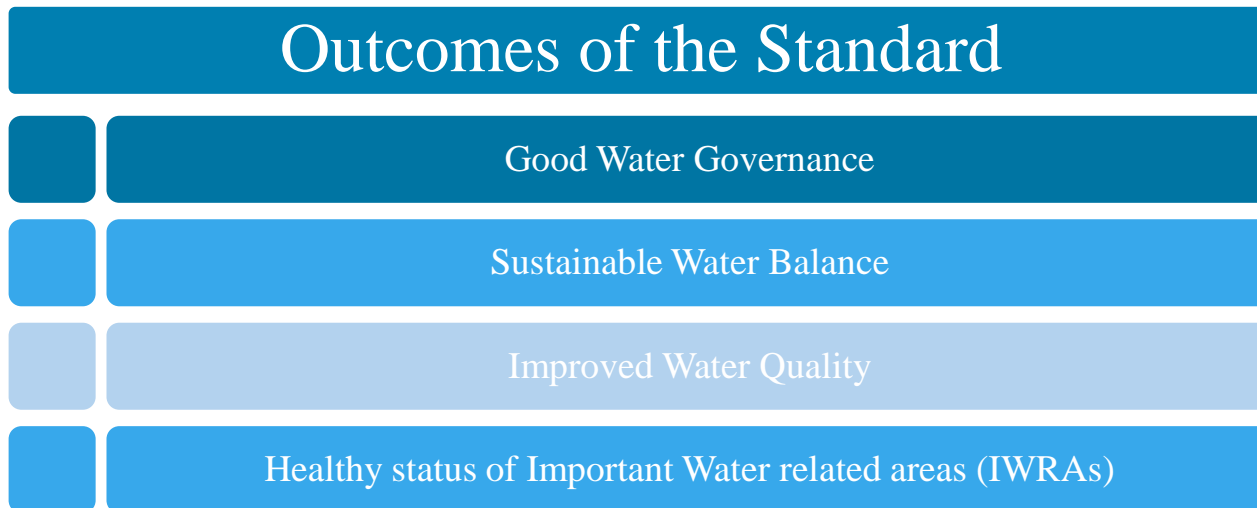 Outcomes of the Standard
Good Water Governance
Sustainable Water Balance
Improved Water Quality
Healthy status of Important Water related areas (IWRAs)